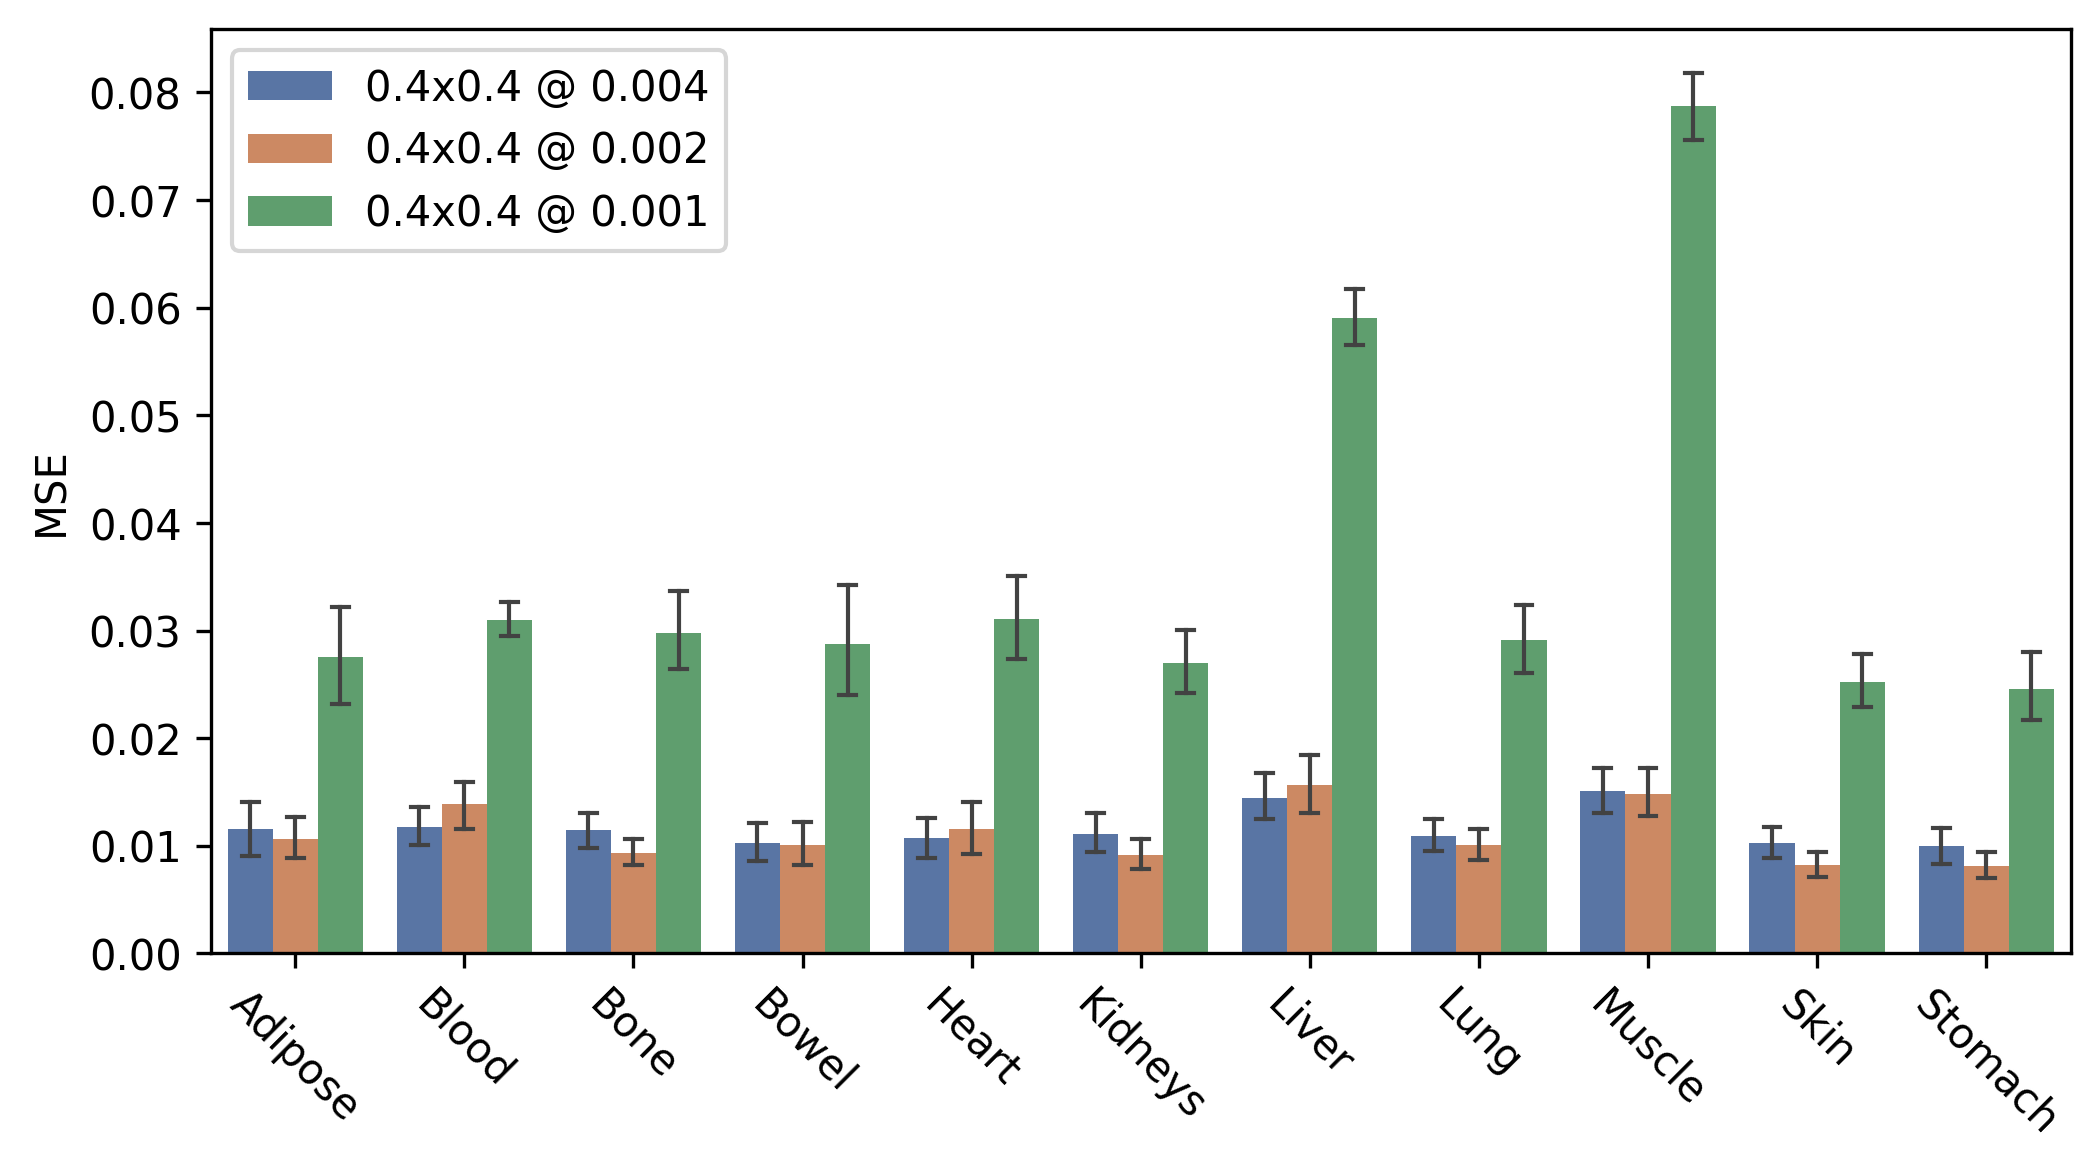 0.4x0.4 @ 0.004
0.4x0.4 @ 0.002
0.4x0.4 @ 0.001
MSE
0.08
0.07
0.06
0.05
0.04
0.03
0.02
0.01
0.00
Adipose
Blood
Bone
Bowel
Heart
Kidneys
Liver
Lung
Muscle
Skin
Stomach